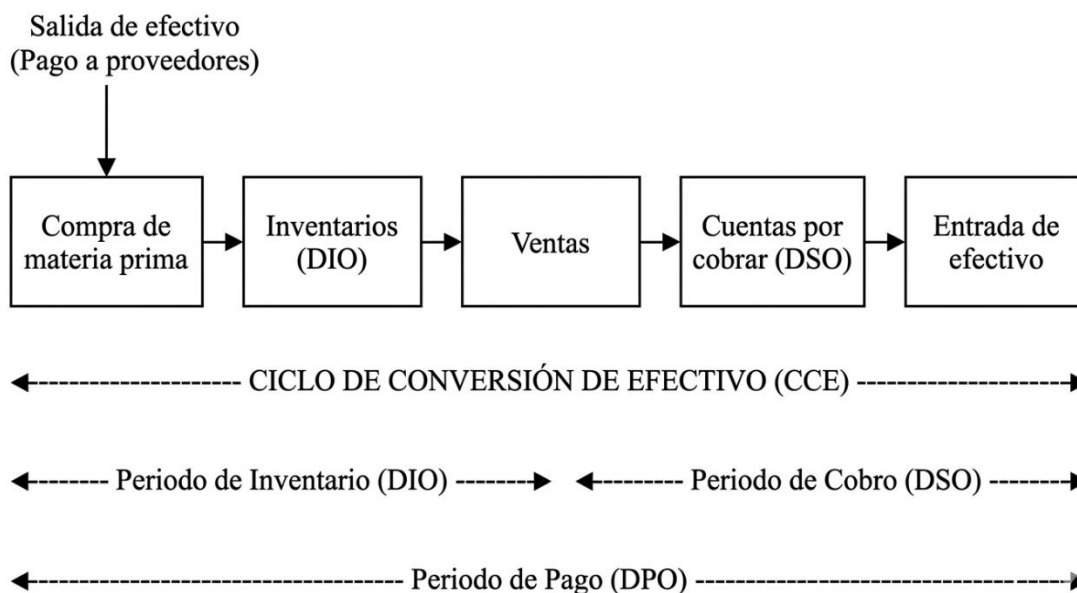 Salida de efectivo
(Pago a proveedores)
Compra de
materia prima
Inventarios
(DIO)
Ventas
Cuentas por
cobrar (DSO)
Entrada de
efectivo
CICLO DE CONVERSIÓN DE EFECTIVO (CCE)
Periodo de Inventario (DIO)
Periodo de Cobro (DSO)
Periodo de Pago (DPO)